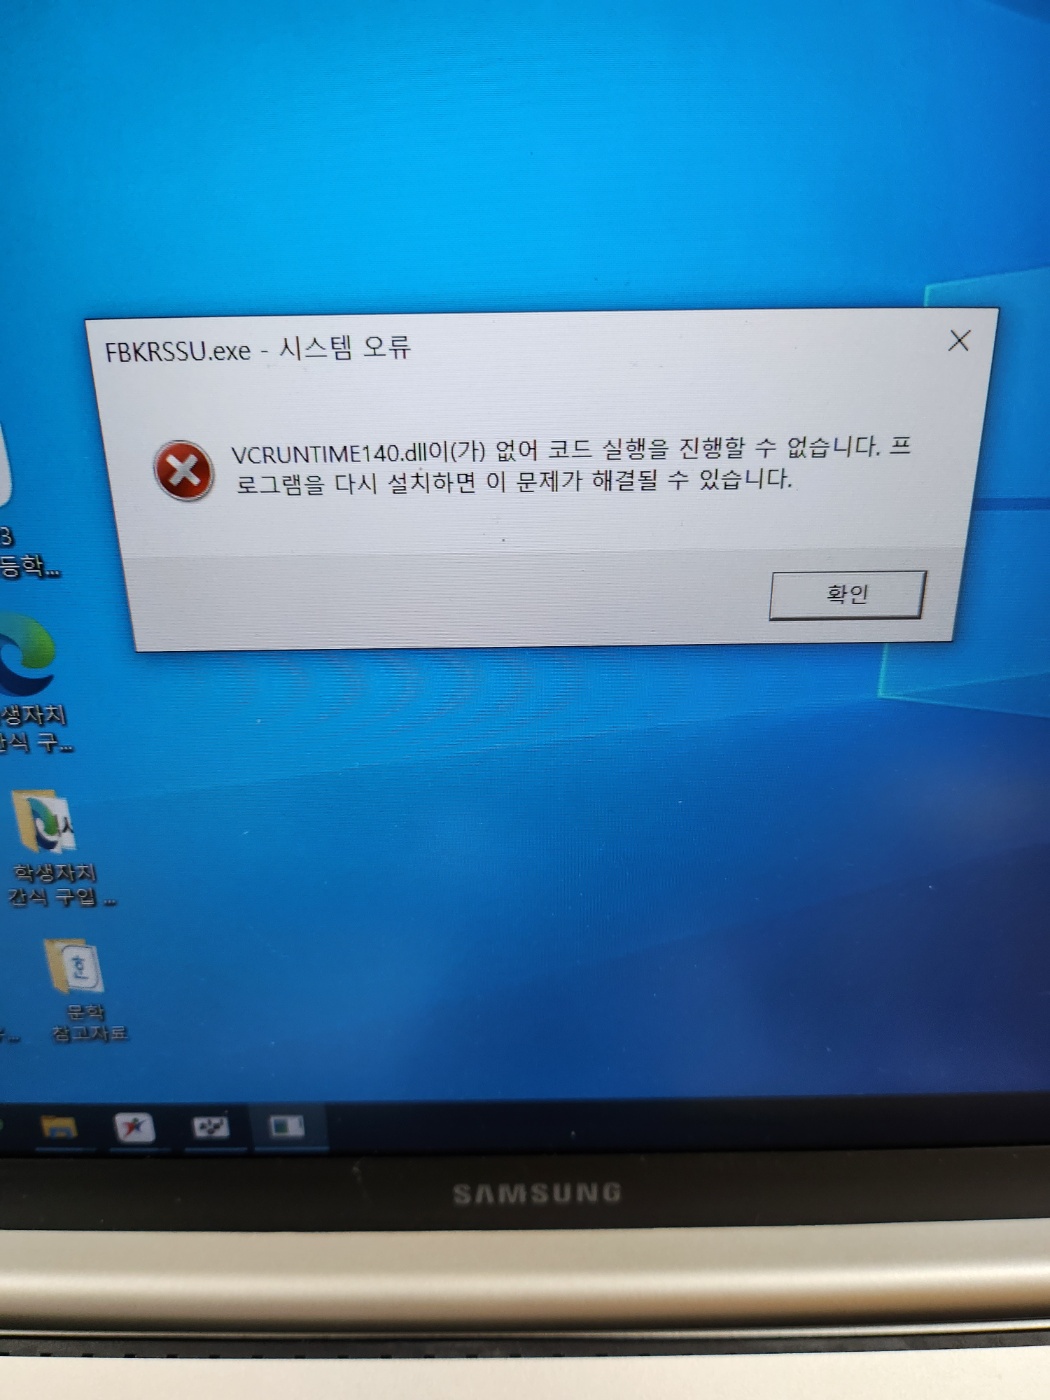 FBKRSSU.exe - 시스템 오류
VCRUNTIME140.dll이(가) 없어 코드 실행을 진행할 수 없습니다. 프
로그램을 다시 설치하면 이 문제가 해결될 수 있습니다.
확인
3
등학...
생자치
간식 구...
학생자치
간식 구입 ...
문학
참고자료
SAMSUNG